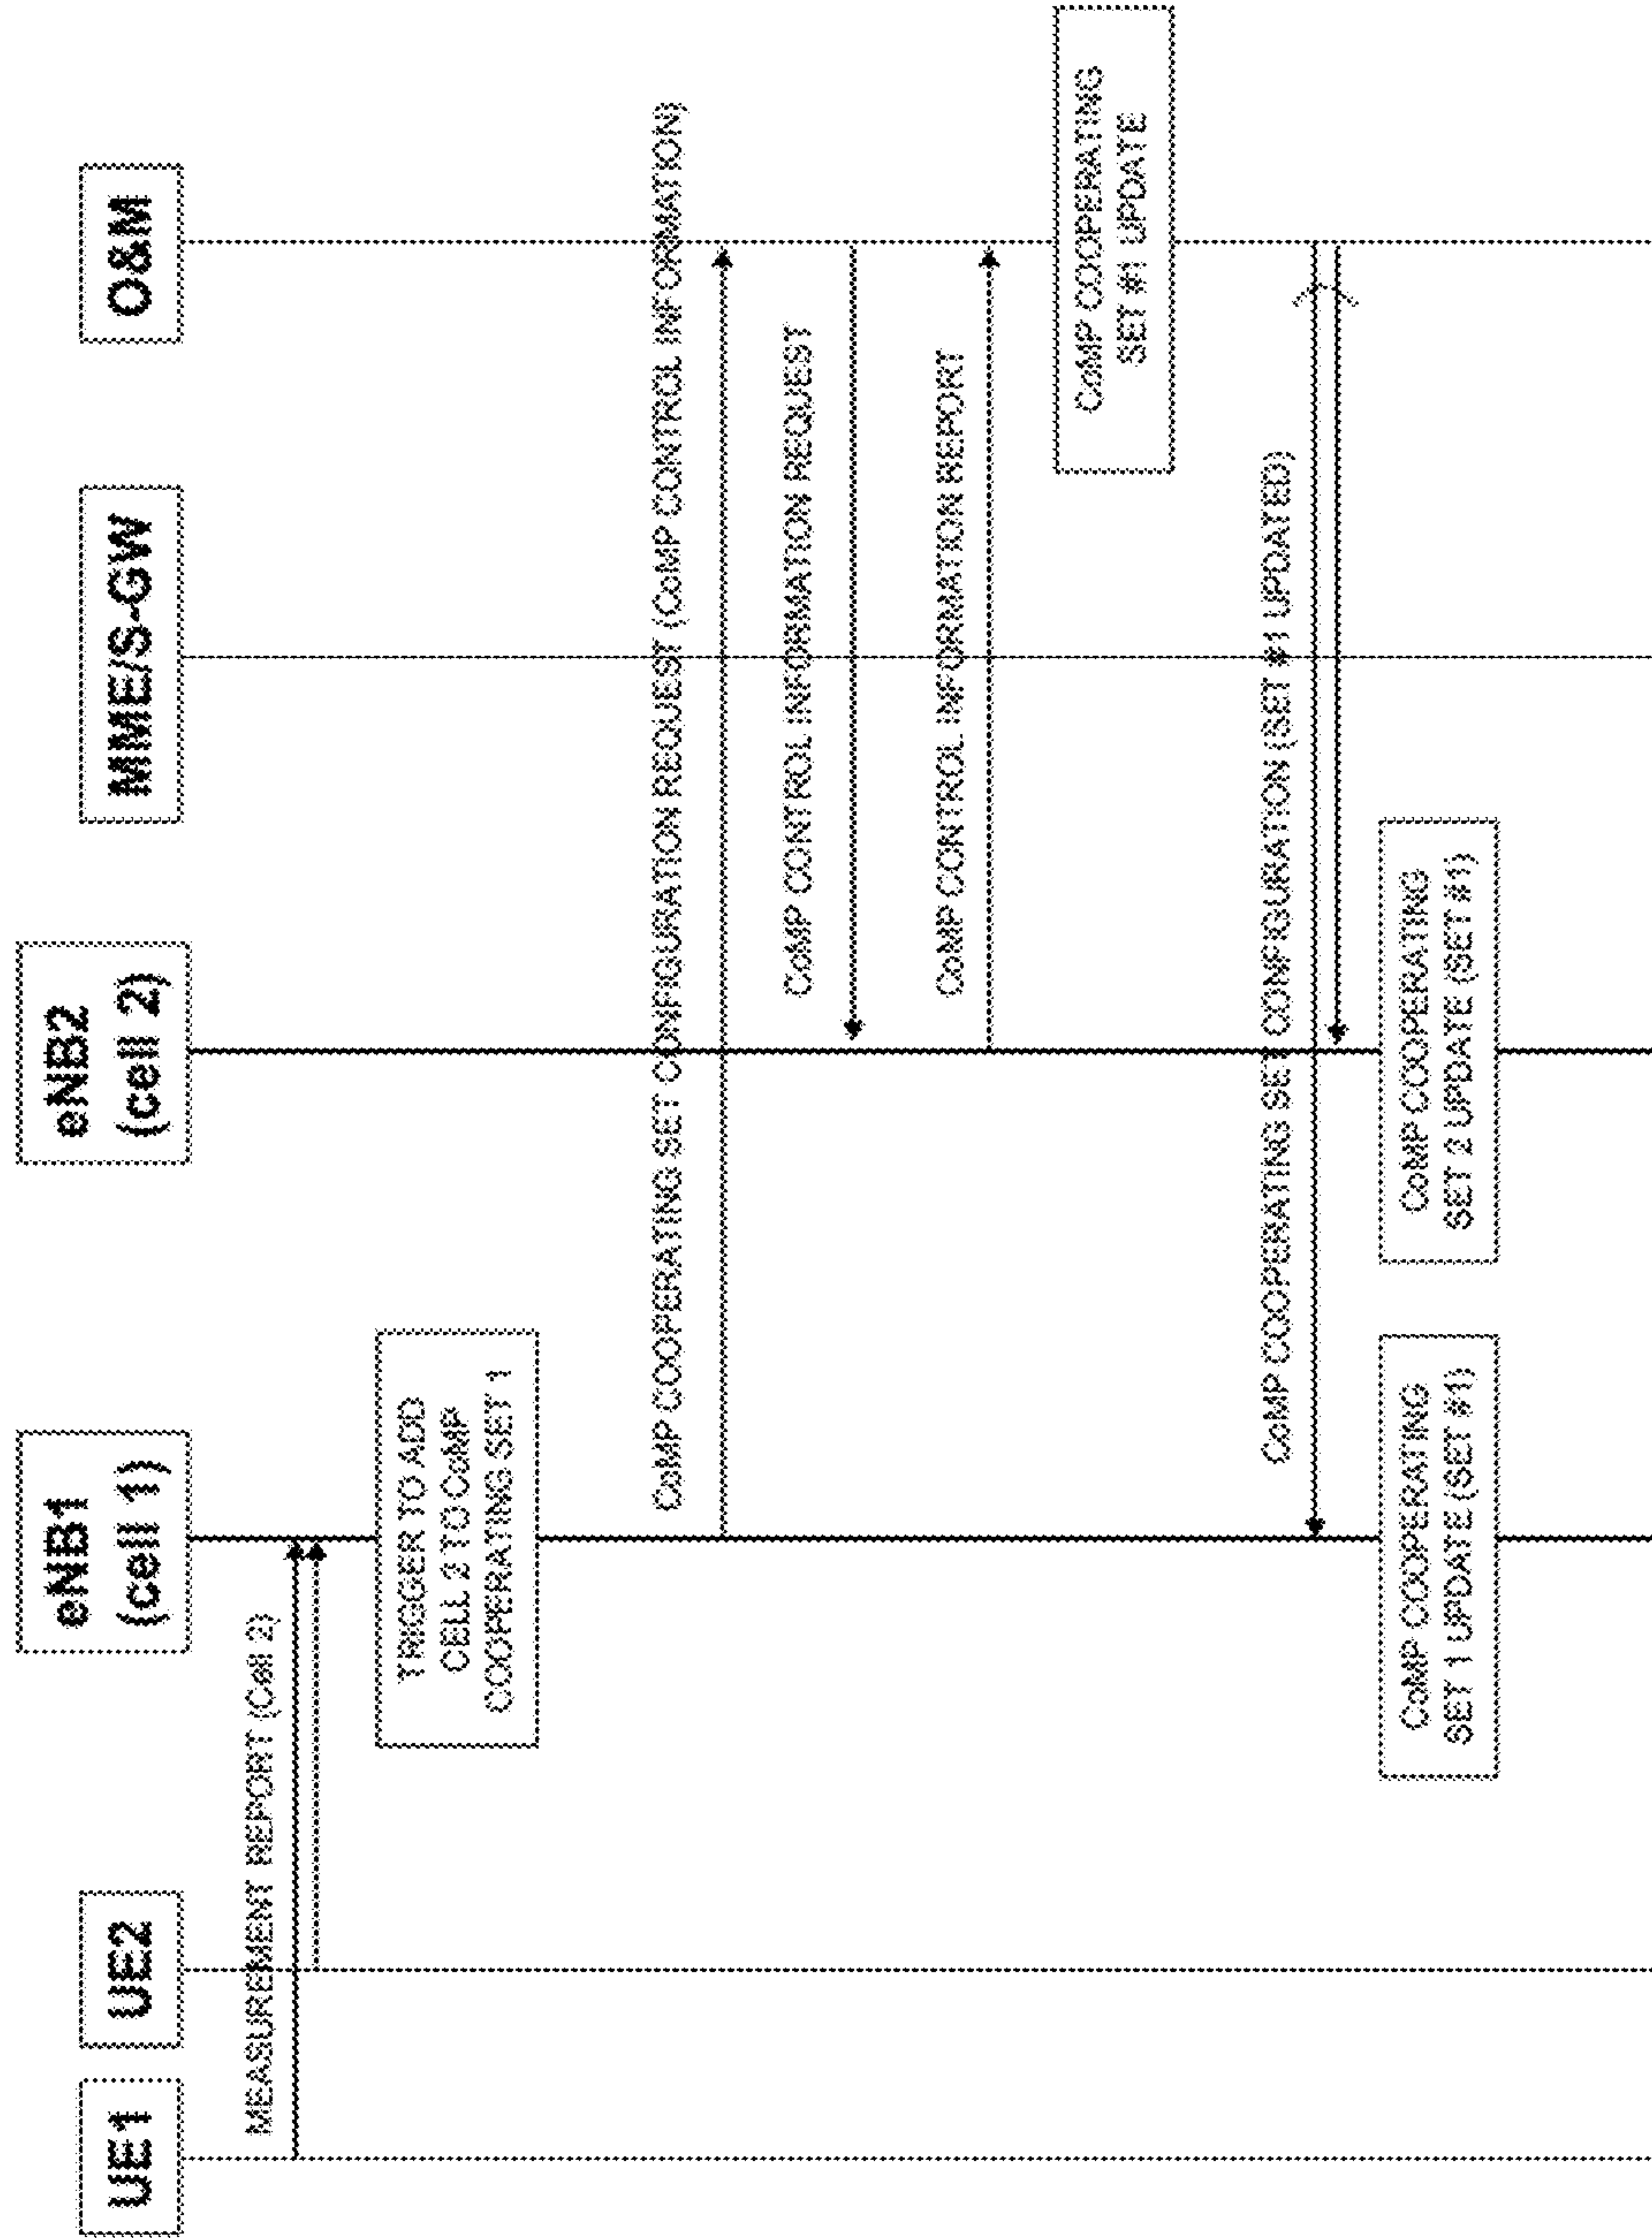 UE1
UE2
eNB1
(cell 1)
eNB2
(cell 2)
MME/S-GW
O&M
MEASUREMENT REPORT (Cell 2)
TRIGGER TO ADD
CELL 2 TO CoMP
COOPERATING SET 1
CoMP COOPERATING SET CONFIGURATION REQUEST (CoMP CONTROL INFORMATION)
CoMP CONTROL INFORMATION REQUEST
CoMP CONTROL INFORMATION REPORT
CoMP COOPERATING
SET #1 UPDATE
CoMP COOPERATING SET CONFIGURATION (SET #1 UPDATED)
CoMP COOPERATING
SET 1 UPDATE (SET #1)
CoMP COOPERATING
SET 2 UPDATE (SET #1)